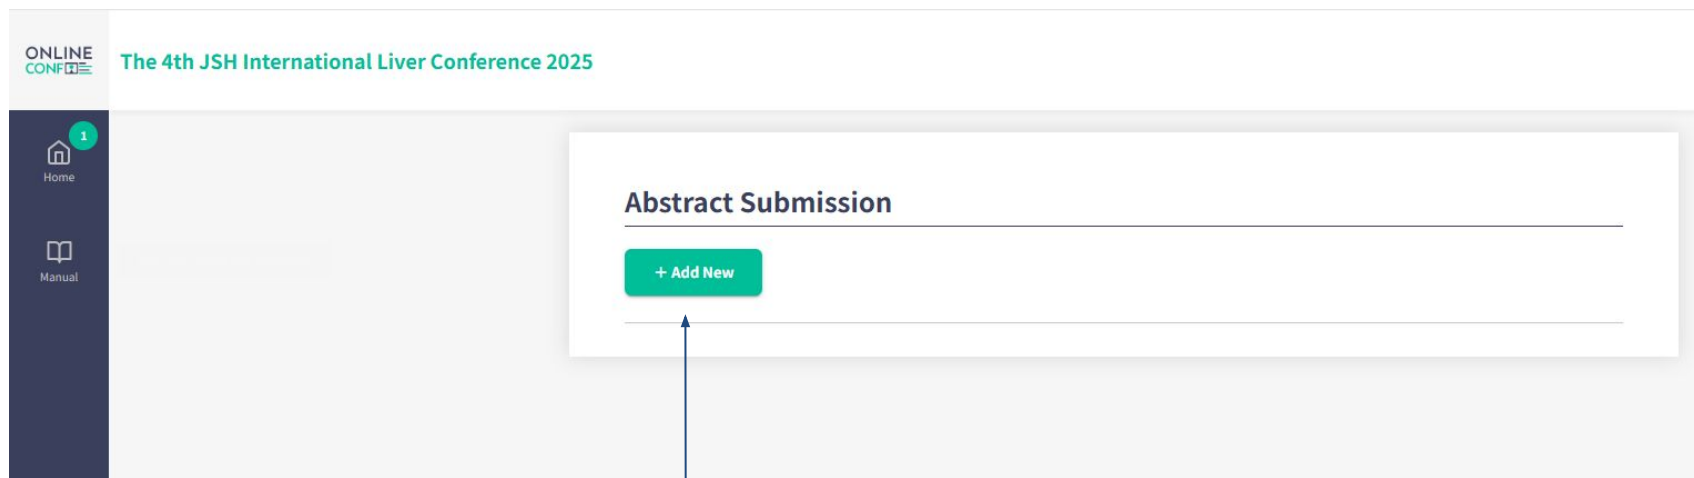 ONLINE
CONF
The 4th JSH International Liver Conference 2025
1
Home
Manual
Abstract Submission
+ Add New